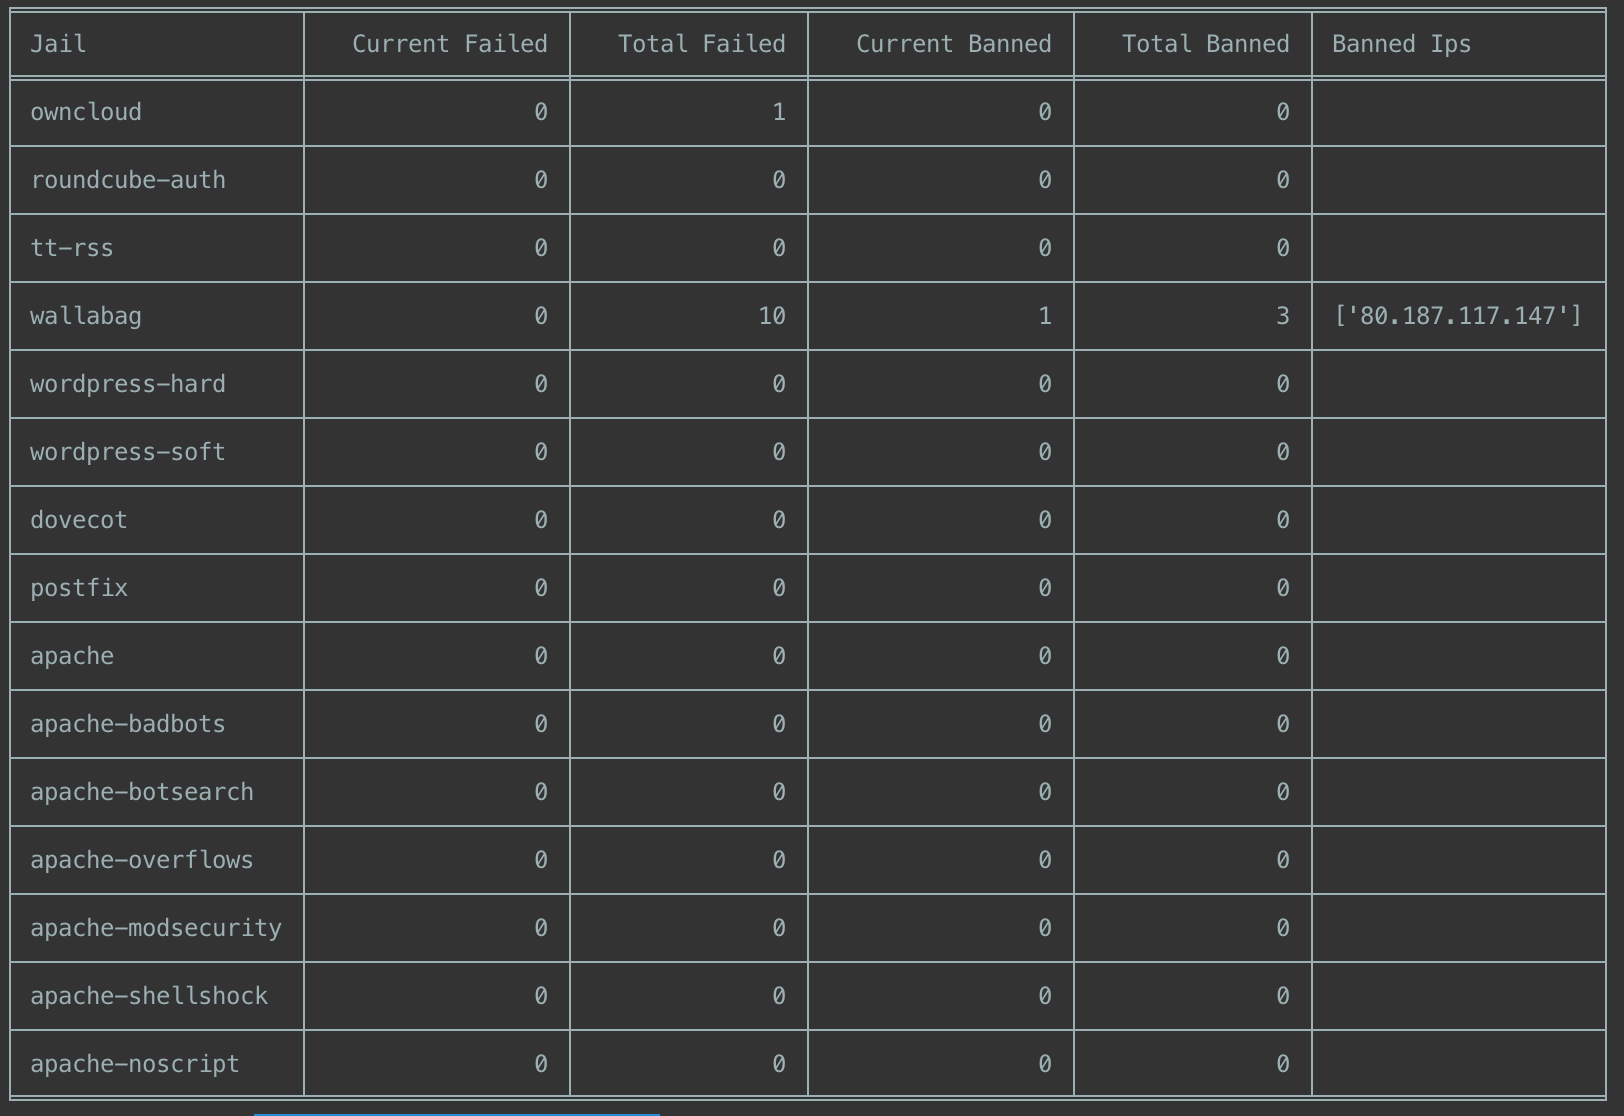 Jail Current Failed Total Failed Current Banned Total Banned Banned Ips
owncloud 0 1 0 0
roundcube-auth 0 0 0 0
tt-rss 0 0 0 0
wallabag 0 10 1 3 ['80.187.117.147']
wordpress-hard 0 0 0 0
wordpress-soft 0 0 0 0
dovecot 0 0 0 0
postfix 0 0 0 0
apache 0 0 0 0
apache-badbots 0 0 0 0
apache-botsearch 0 0 0 0
apache-overflows 0 0 0 0
apache-modsecurity 0 0 0 0
apache-shellshock 0 0 0 0
apache-noscript 0 0 0 0